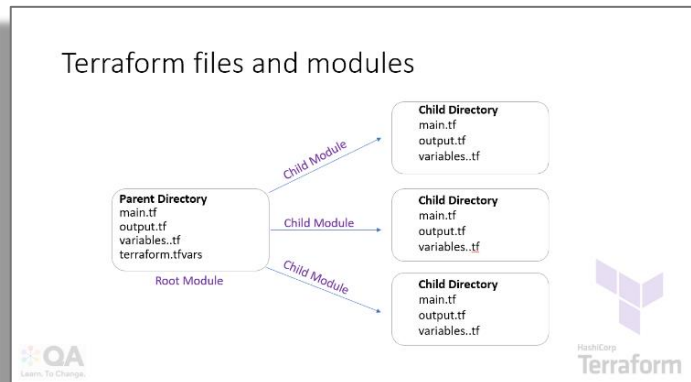 Terraform files and modules
Parent Directory
main.tf
output.tf
variables..tf
terraform.tfvars
Root Module
Child Module
Child Directory
main.tf
output.tf
variables..tf
Child Module
Child Directory
main.tf
output.tf
variables..tf
Child Module
Child Directory
main.tf
output.tf
variables..tf
QA
Learn. To Change.
HashiCorp
Terraform